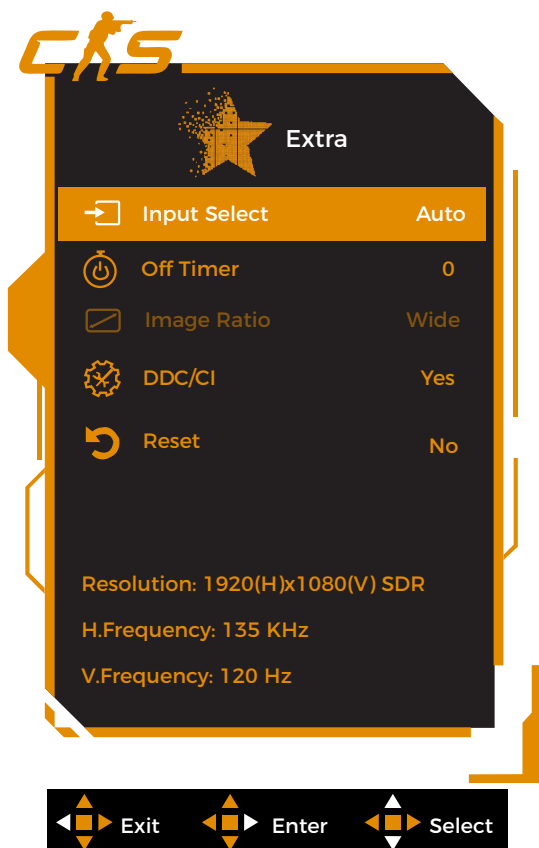 CS
Extra
Input Select Auto
Off Timer 0
Image Ratio Wide
DDC/CI Yes
Reset No
Resolution: 1920(H)x1080(V) SDR
H.Frequency: 135 KHz
V.Frequency: 120 Hz
Exit Enter Select